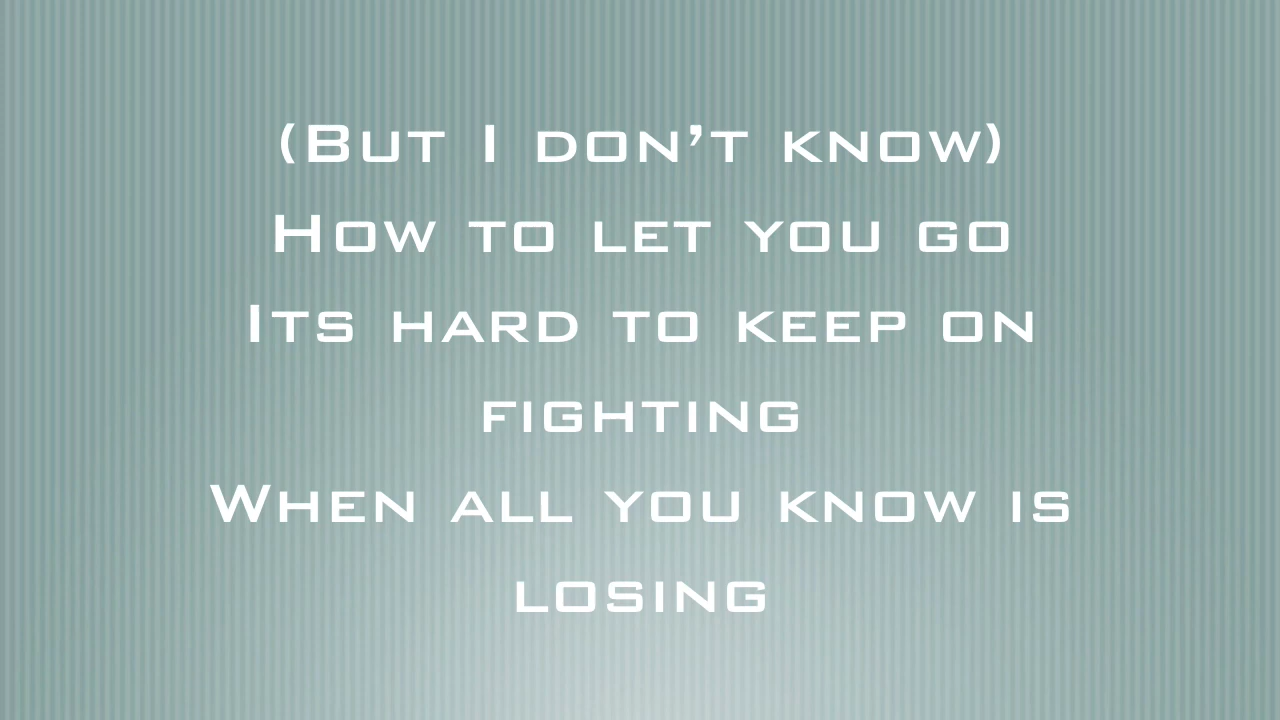 (But I don’t know)
How to let you go
Its hard to keep on
fighting
When all you know is
losing